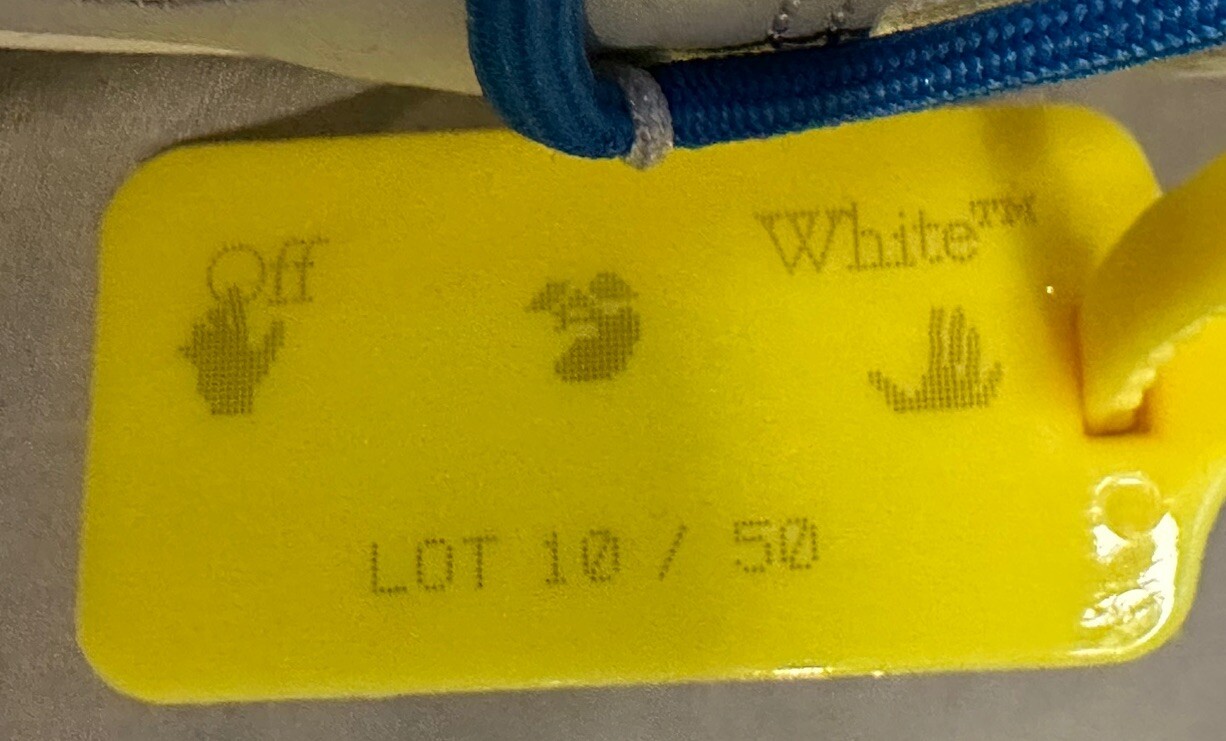 Off White™
LOT 10 / 50